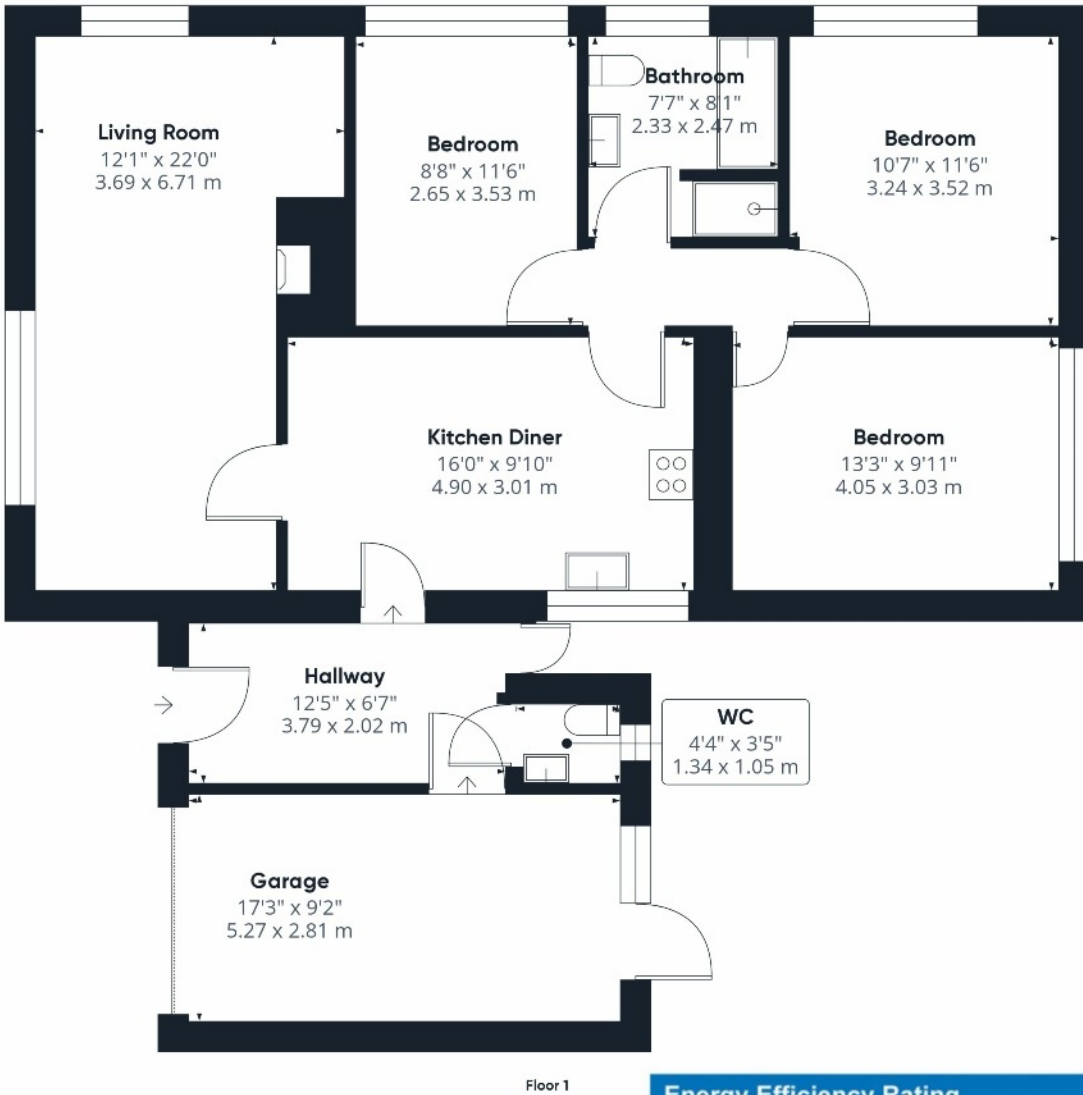 Living Room
12'1" x 22'0"
3.69 x 6.71 m
Bedroom
8'8" x 11'6"
2.65 x 3.53 m
Bathroom
7'7" x 8'1"
2.33 x 2.47 m
Bedroom
10'7" x 11'6"
3.24 x 3.52 m
Kitchen Diner
16'0" x 9'10"
4.90 x 3.01 m
Bedroom
13'3" x 9'11"
4.05 x 3.03 m
Hallway
12'5" x 6'7"
3.79 x 2.02 m
WC
4'4" x 3'5"
1.34 x 1.05 m
Garage
17'3" x 9'2"
5.27 x 2.81 m
Floor 1
Energy Efficiency Rating